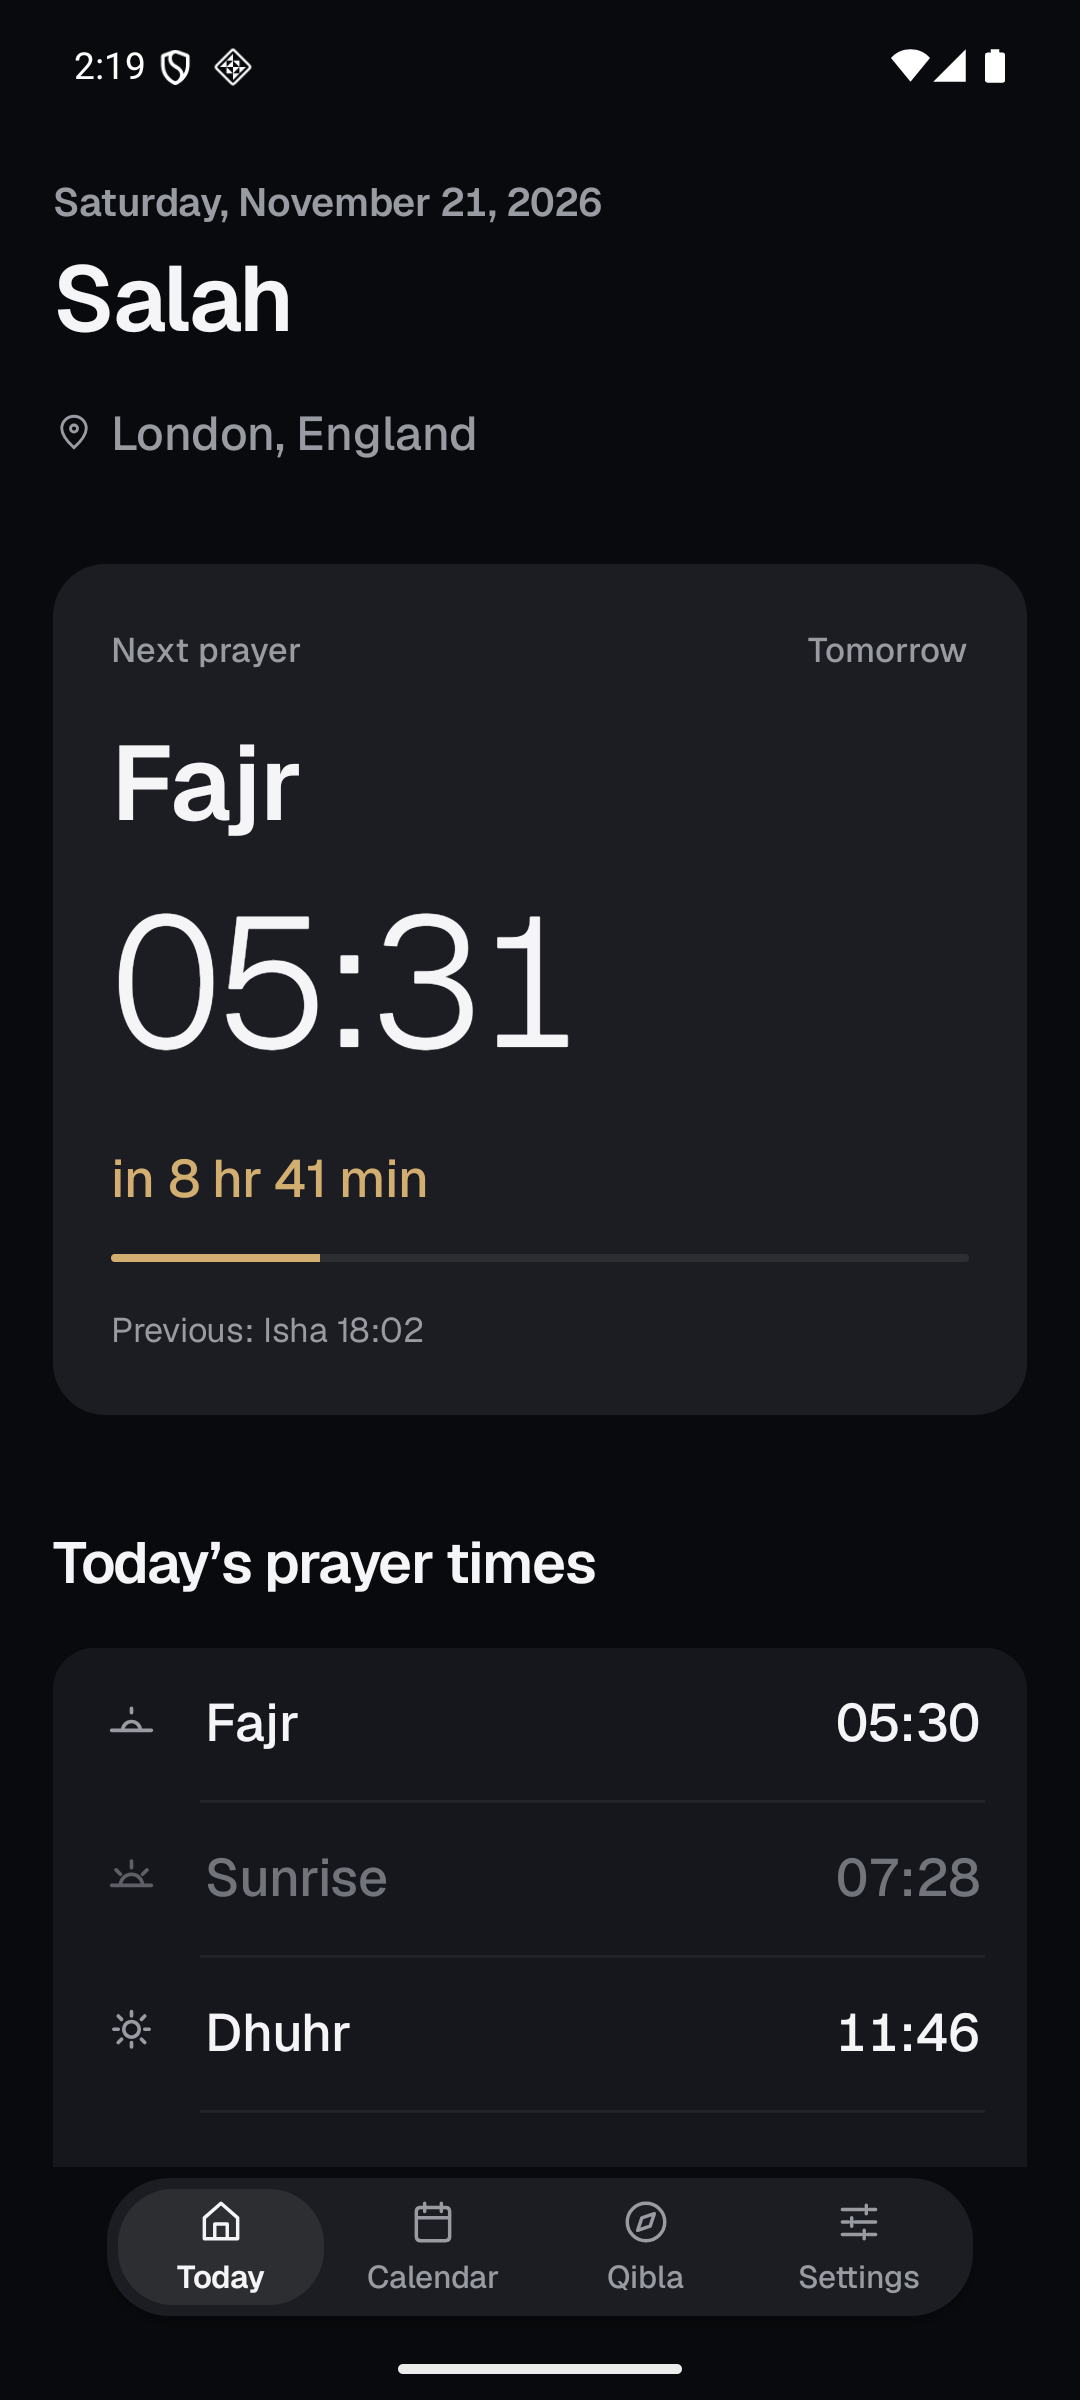 2:19
Saturday, November 21, 2026
Salah
London, England
Next prayer
Tomorrow
Fajr
05:31
in 8 hr 41 min
Previous: Isha 18:02
Today’s prayer times
Fajr 05:30
Sunrise 07:28
Dhuhr 11:46
Today Calendar Qibla Settings